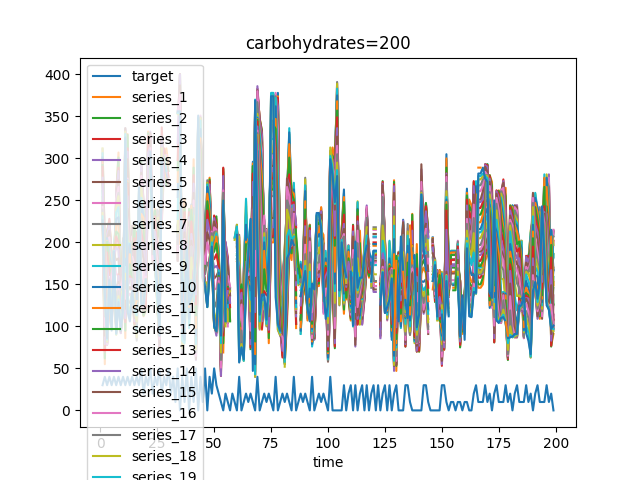 carbohydrates=200
400
350
300
250
200
150
100
50
0
target
series_1
series_2
series_3
series_4
series_5
series_6
series_7
series_8
series_9
series_10
series_11
series_12
series_13
series_14
series_15
series_16
series_17
series_18
series_19
0
25
50
75
100
125
150
175
200
time